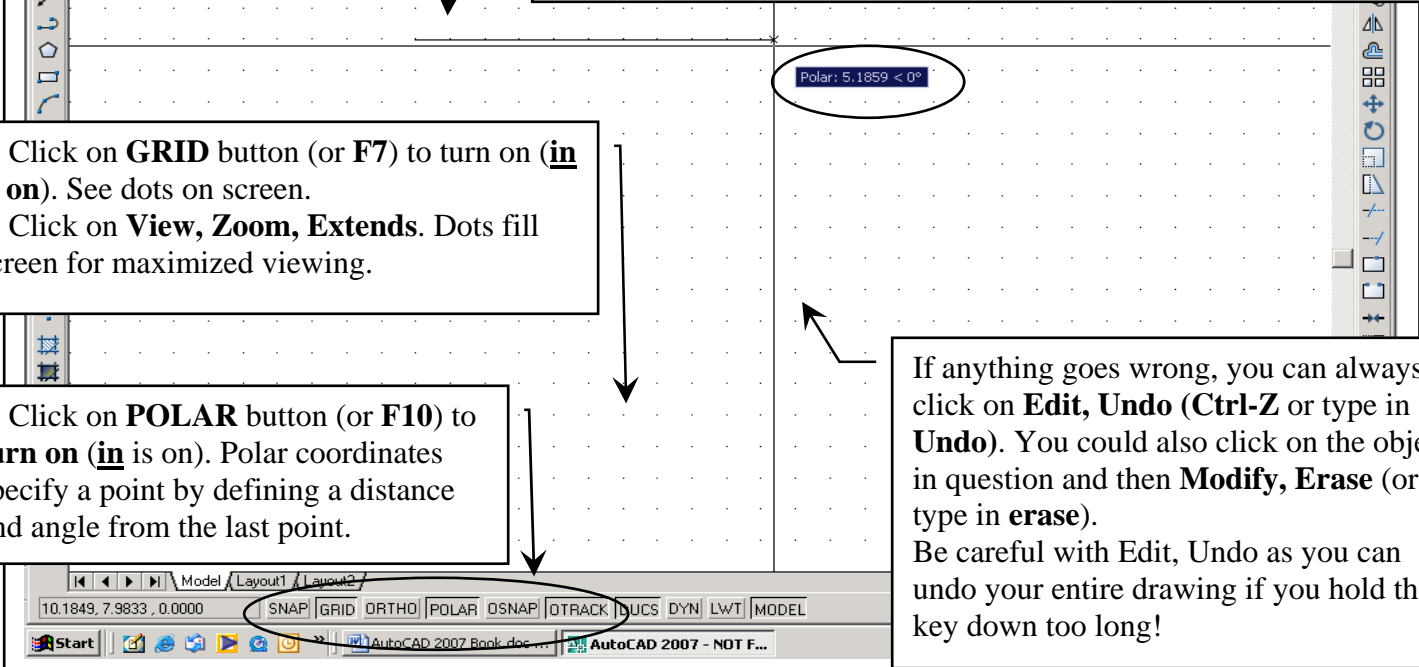 Polar: 5.1859 < 0°
Click on GRID button (or F7) to turn on (in
on). See dots on screen.
Click on View, Zoom, Extends. Dots fill
creen for maximized viewing.
Click on POLAR button (or F10) to
urn on (in is on). Polar coordinates
pecify a point by defining a distance
nd angle from the last point.
If anything goes wrong, you can always
click on Edit, Undo (Ctrl-Z or type in
Undo). You could also click on the obje
in question and then Modify, Erase (or
type in erase).
Be careful with Edit, Undo as you can
undo your entire drawing if you hold th
key down too long!
Model Layout1 Layout2
10.1849, 7.9833 , 0.0000 SNAP GRID ORTHO POLAR OSNAP OTRACK DUCS DYN LWT MODEL
Start AutoCAD 2007 Book.doc ... AutoCAD 2007 - NOT F...